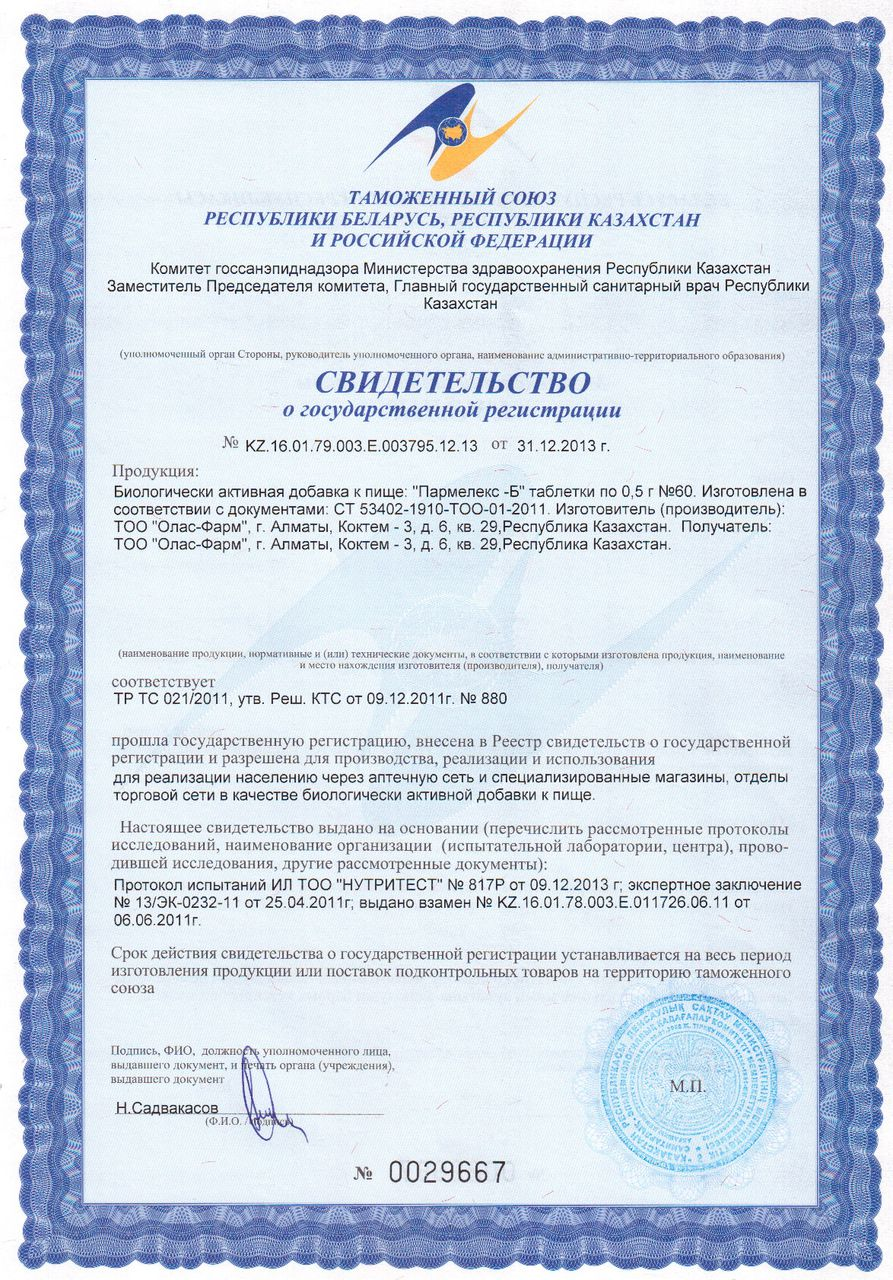 ТАМОЖЕННЫЙ СОЮЗ
РЕСПУБЛИКИ БЕЛАРУСЬ, РЕСПУБЛИКИ КАЗАХСТАН
И РОССИЙСКОЙ ФЕДЕРАЦИИ
Комитет госсанэпиднадзора Министерства здравоохранения Республики Казахстан
Заместитель Председателя комитета, Главный государственный санитарный врач Республики
Казахстан
(уполномоченный орган Стороны, руководитель уполномоченного органа, наименование административно-территориального образования)
СВИДЕТЕЛЬСТВО
о государственной регистрации
№ KZ.16.01.79.003.E.003795.12.13 от 31.12.2013 г.
Продукция:
Биологически активная добавка к пище: "Пармелекс -Б" таблетки по 0,5 г №60. Изготовлена в
соответствии с документами: СТ 53402-1910-ТОО-01-2011. Изготовитель (производитель):
ТОО "Олас-Фарм", г. Алматы, Коктем - 3, д. 6, кв. 29,Республика Казахстан. Получатель:
ТОО "Олас-Фарм", г. Алматы, Коктем - 3, д. 6, кв. 29,Республика Казахстан.
(наименование продукции, нормативные и (или) технические документы, в соответствии с которыми изготовлена продукция, наименование
и место нахождения изготовителя (производителя), получателя)
соответствует
ТР ТС 021/2011, утв. Реш. КТС от 09.12.2011г. № 880
прошла государственную регистрацию, внесена в Реестр свидетельств о государственной
регистрации и разрешена для производства, реализации и использования
для реализации населению через аптечную сеть и специализированные магазины, отделы
торговой сети в качестве биологически активной добавки к пище.
Настоящее свидетельство выдано на основании (перечислить рассмотренные протоколы
исследований, наименование организации (испытательной лаборатории, центра), прово-
дившей исследования, другие рассмотренные документы):
Протокол испытаний ИЛ ТОО "НУТРИТЕСТ" № 817Р от 09.12.2013 г; экспертное заключение
№ 13/ЭК-0232-11 от 25.04.2011г; выдано взамен № KZ.16.01.78.003.E.011726.06.11 от
06.06.2011г.
Срок действия свидетельства о государственной регистрации устанавливается на весь период
изготовления продукции или поставок подконтрольных товаров на территорию таможенного
союза
Подпись, ФИО, должность уполномоченного лица,
выдавшего документ, и печать органа (учреждения),
выдавшего документ
Н.Садвакасов
(Ф.И.О. / подпись)
М.П.
№ 0029667